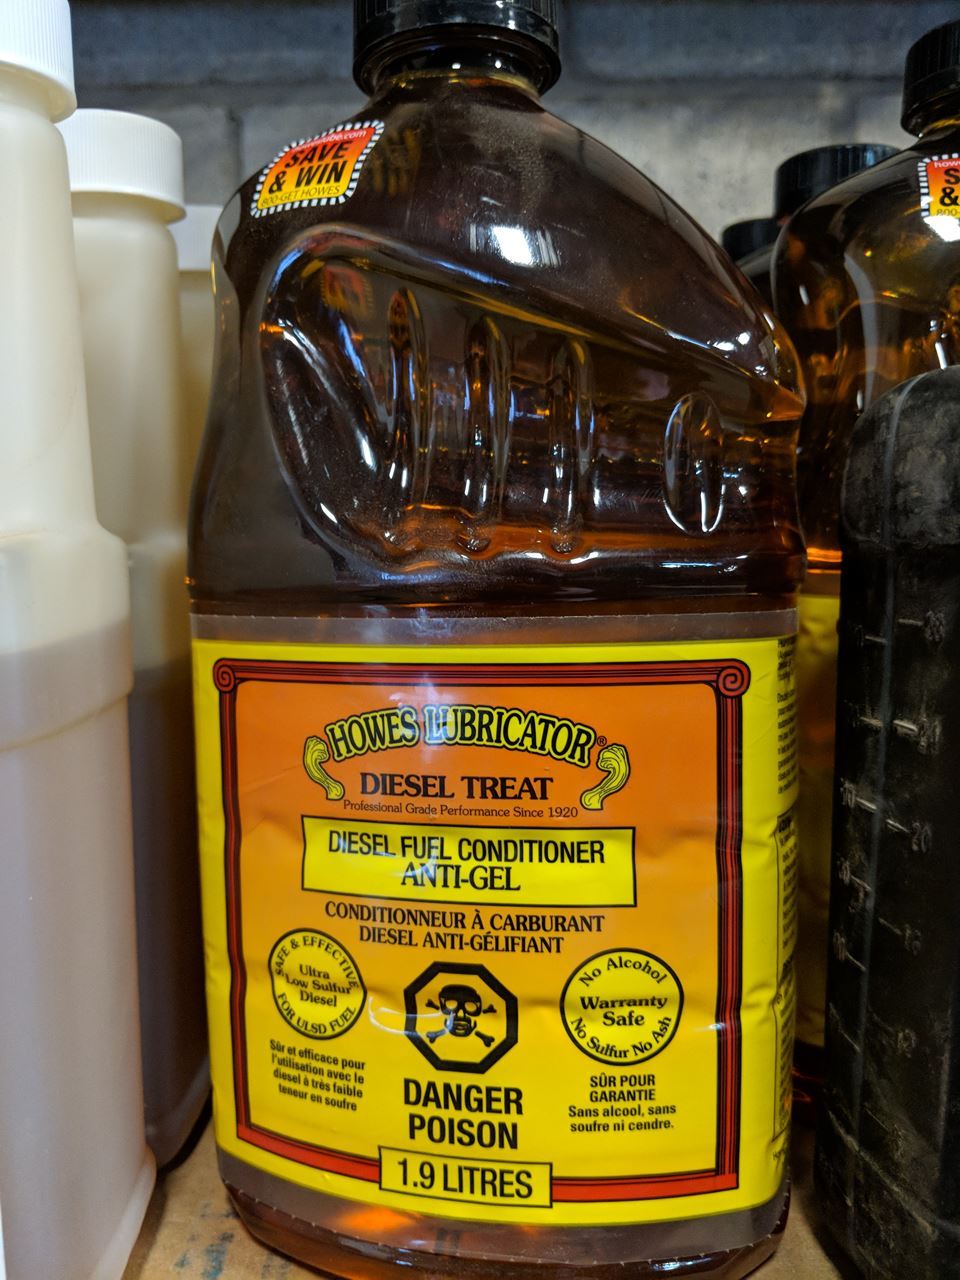 SAVE
& WIN
800-GET HOWES
HOWES LUBRICATOR®
DIESEL TREAT
Professional Grade Performance Since 1920
DIESEL FUEL CONDITIONER
ANTI-GEL
CONDITIONNEUR À CARBURANT
DIESEL ANTI-GÉLIFIANT
SAFE & EFFECTIVE
Ultra
Low Sulfur
Diesel
FOR ULSD FUEL
Sûr et efficace pour
l'utilisation avec le
diesel à très faible
teneur en soufre
No Alcohol
Warranty
Safe
No Sulfur No Ash
SÛR POUR
GARANTIE
Sans alcool, sans
soufre ni cendre.
DANGER
POISON
1.9 LITRES
800-
20